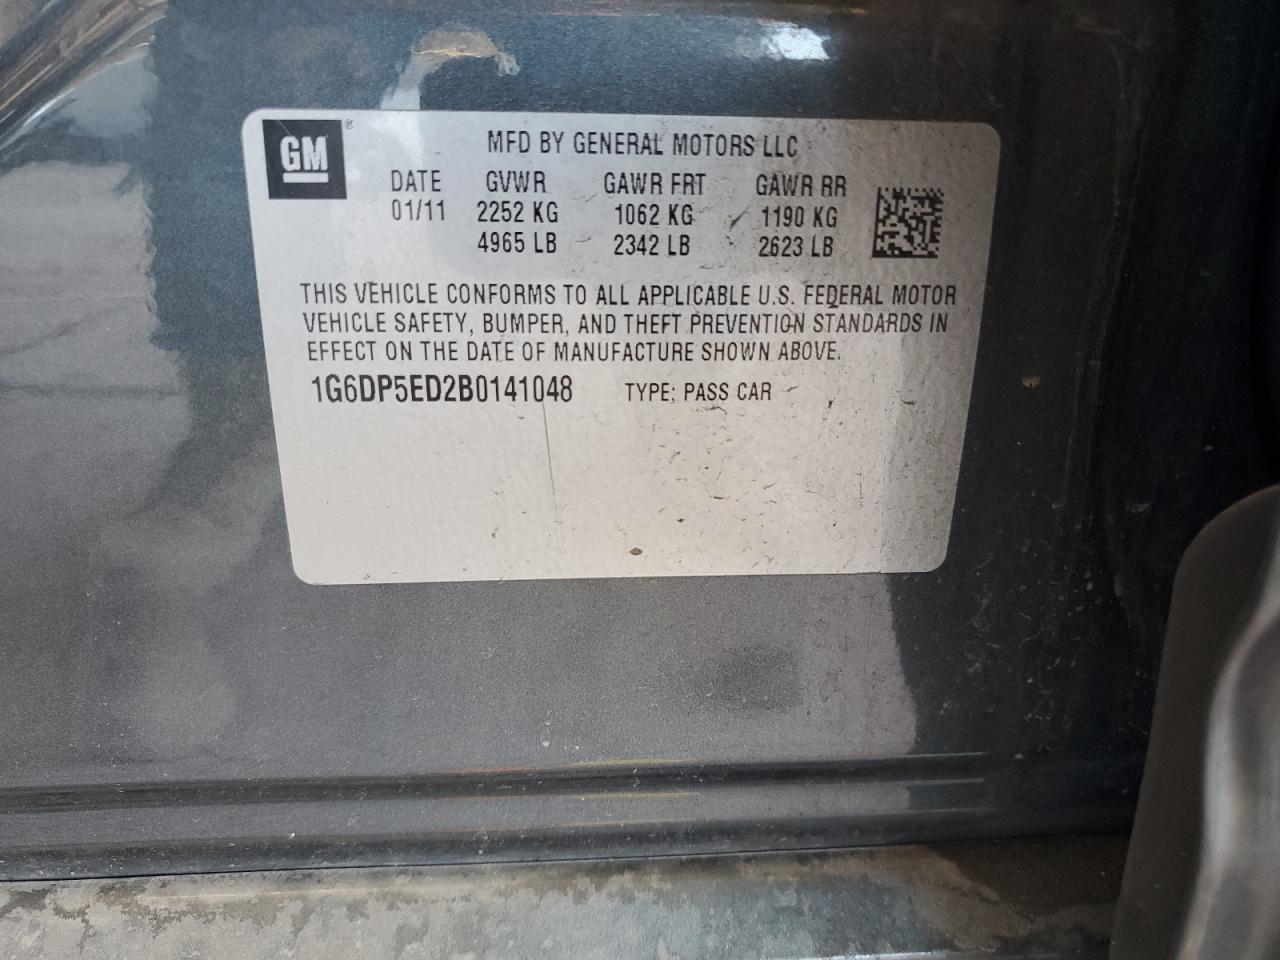 GM ®
MFD BY GENERAL MOTORS LLC
DATE GVWR GAWR FRT GAWR RR
01/11 2252 KG 1062 KG 1190 KG
4965 LB 2342 LB 2623 LB
THIS VEHICLE CONFORMS TO ALL APPLICABLE U.S. FEDERAL MOTOR
VEHICLE SAFETY, BUMPER, AND THEFT PREVENTION STANDARDS IN
EFFECT ON THE DATE OF MANUFACTURE SHOWN ABOVE.
1G6DP5ED2B0141048 TYPE: PASS CAR